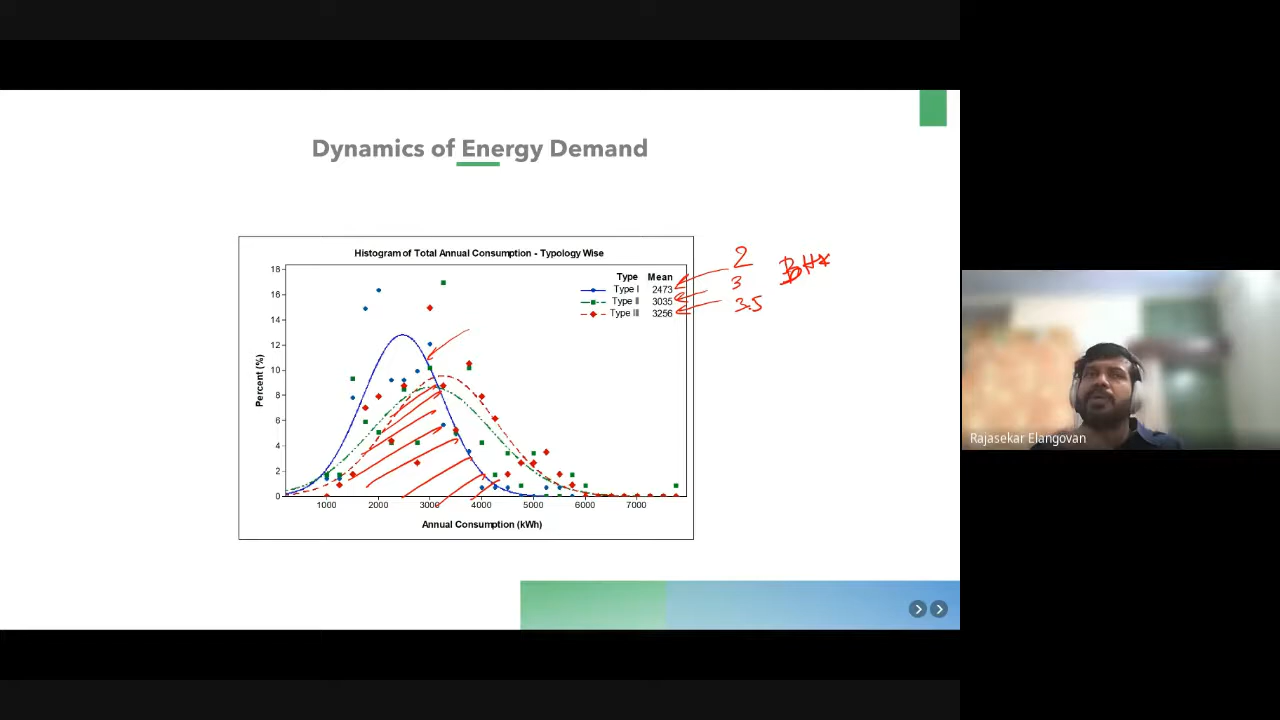 Dynamics of Energy Demand
Histogram of Total Annual Consumption - Typology Wise
Type Mean
Type I 2473
Type II 3035
Type III 3256
2
3
3.5
BHK
Percent (%)
18
16
14
12
10
8
6
4
2
0
1000 2000 3000 4000 5000 6000 7000
Annual Consumption (kWh)
Rajasekar Elangovan